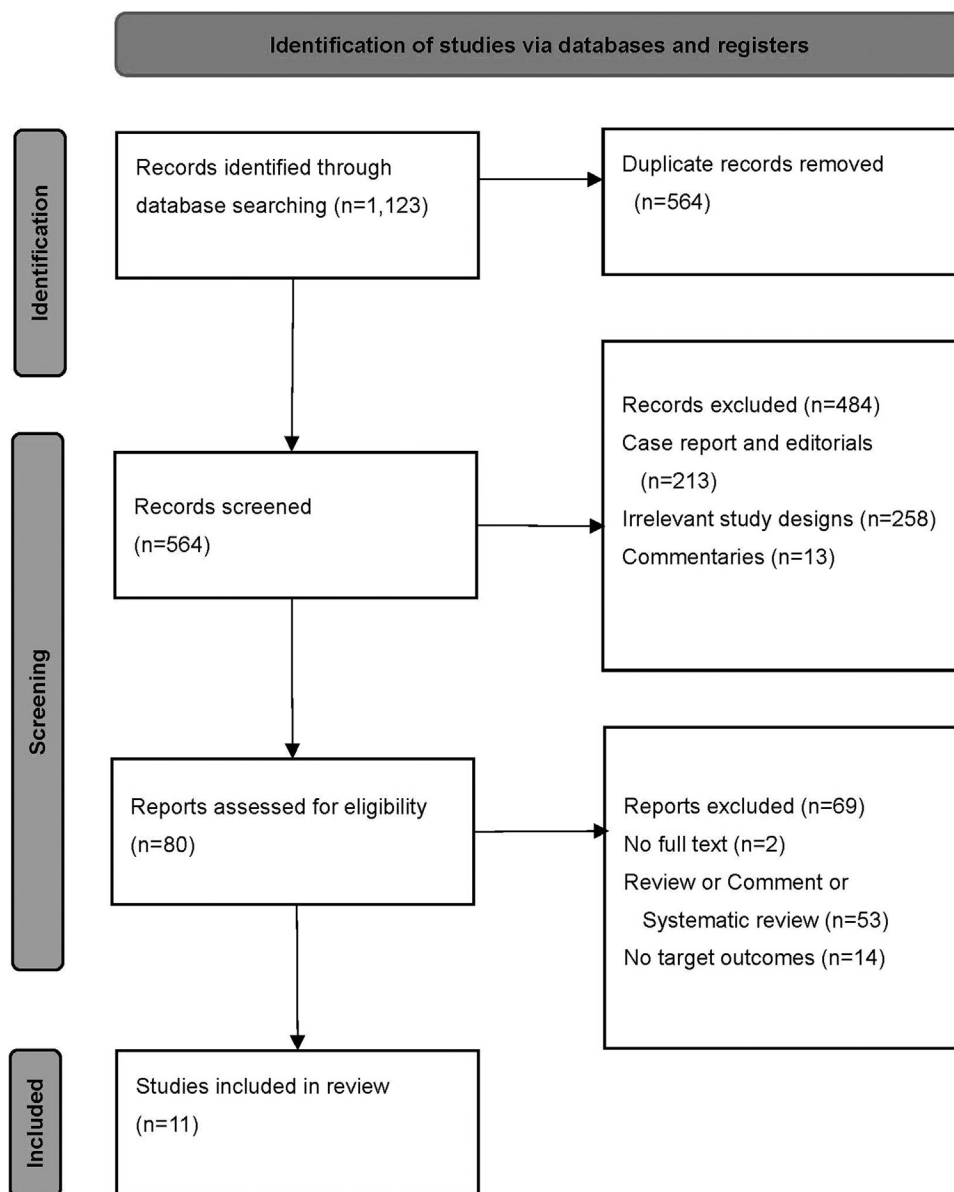 Identification of studies via databases and registers
Identification
Records identified through
database searching (n=1,123)
Duplicate records removed
(n=564)
Screening
Records screened
(n=564)
Records excluded (n=484)
Case report and editorials
(n=213)
Irrelevant study designs (n=258)
Commentaries (n=13)
Reports assessed for eligibility
(n=80)
Reports excluded (n=69)
No full text (n=2)
Review or Comment or
Systematic review (n=53)
No target outcomes (n=14)
Included
Studies included in review
(n=11)